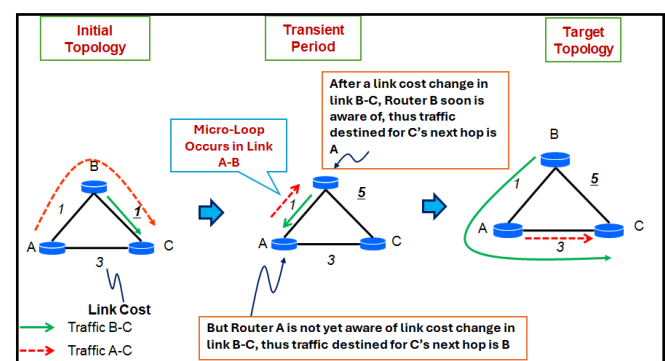 Initial
Topology
Transient
Period
Target
Topology
After a link cost change in
link B-C, Router B soon is
aware of, thus traffic
destined for C's next hop is
A
Micro-Loop
Occurs in Link
A-B
B
1
1
A
C
3
Link Cost
1
5
A
C
3
B
1
5
A
C
3
Traffic B-C
Traffic A-C
But Router A is not yet aware of link cost change in
link B-C, thus traffic destined for C's next hop is B